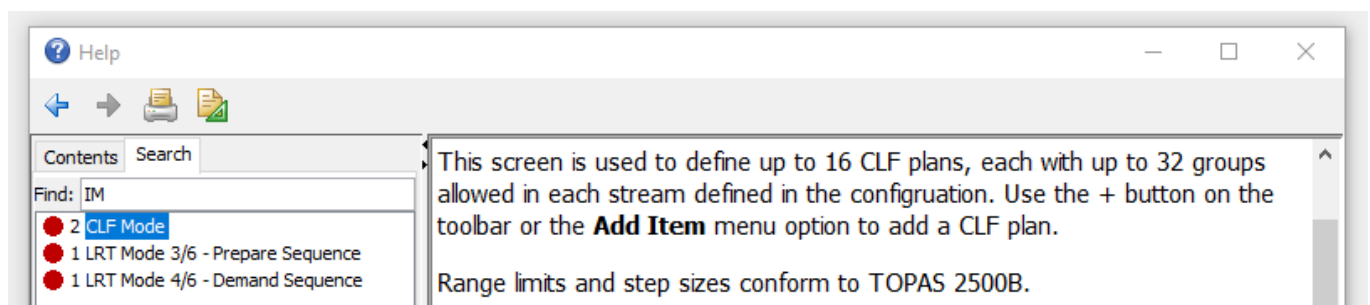 Help
Contents Search
Find: IM
2 CLF Mode
1 LRT Mode 3/6 - Prepare Sequence
1 LRT Mode 4/6 - Demand Sequence
This screen is used to define up to 16 CLF plans, each with up to 32 groups
allowed in each stream defined in the configruation. Use the + button on the
toolbar or the Add Item menu option to add a CLF plan.
Range limits and step sizes conform to TOPAS 2500B.